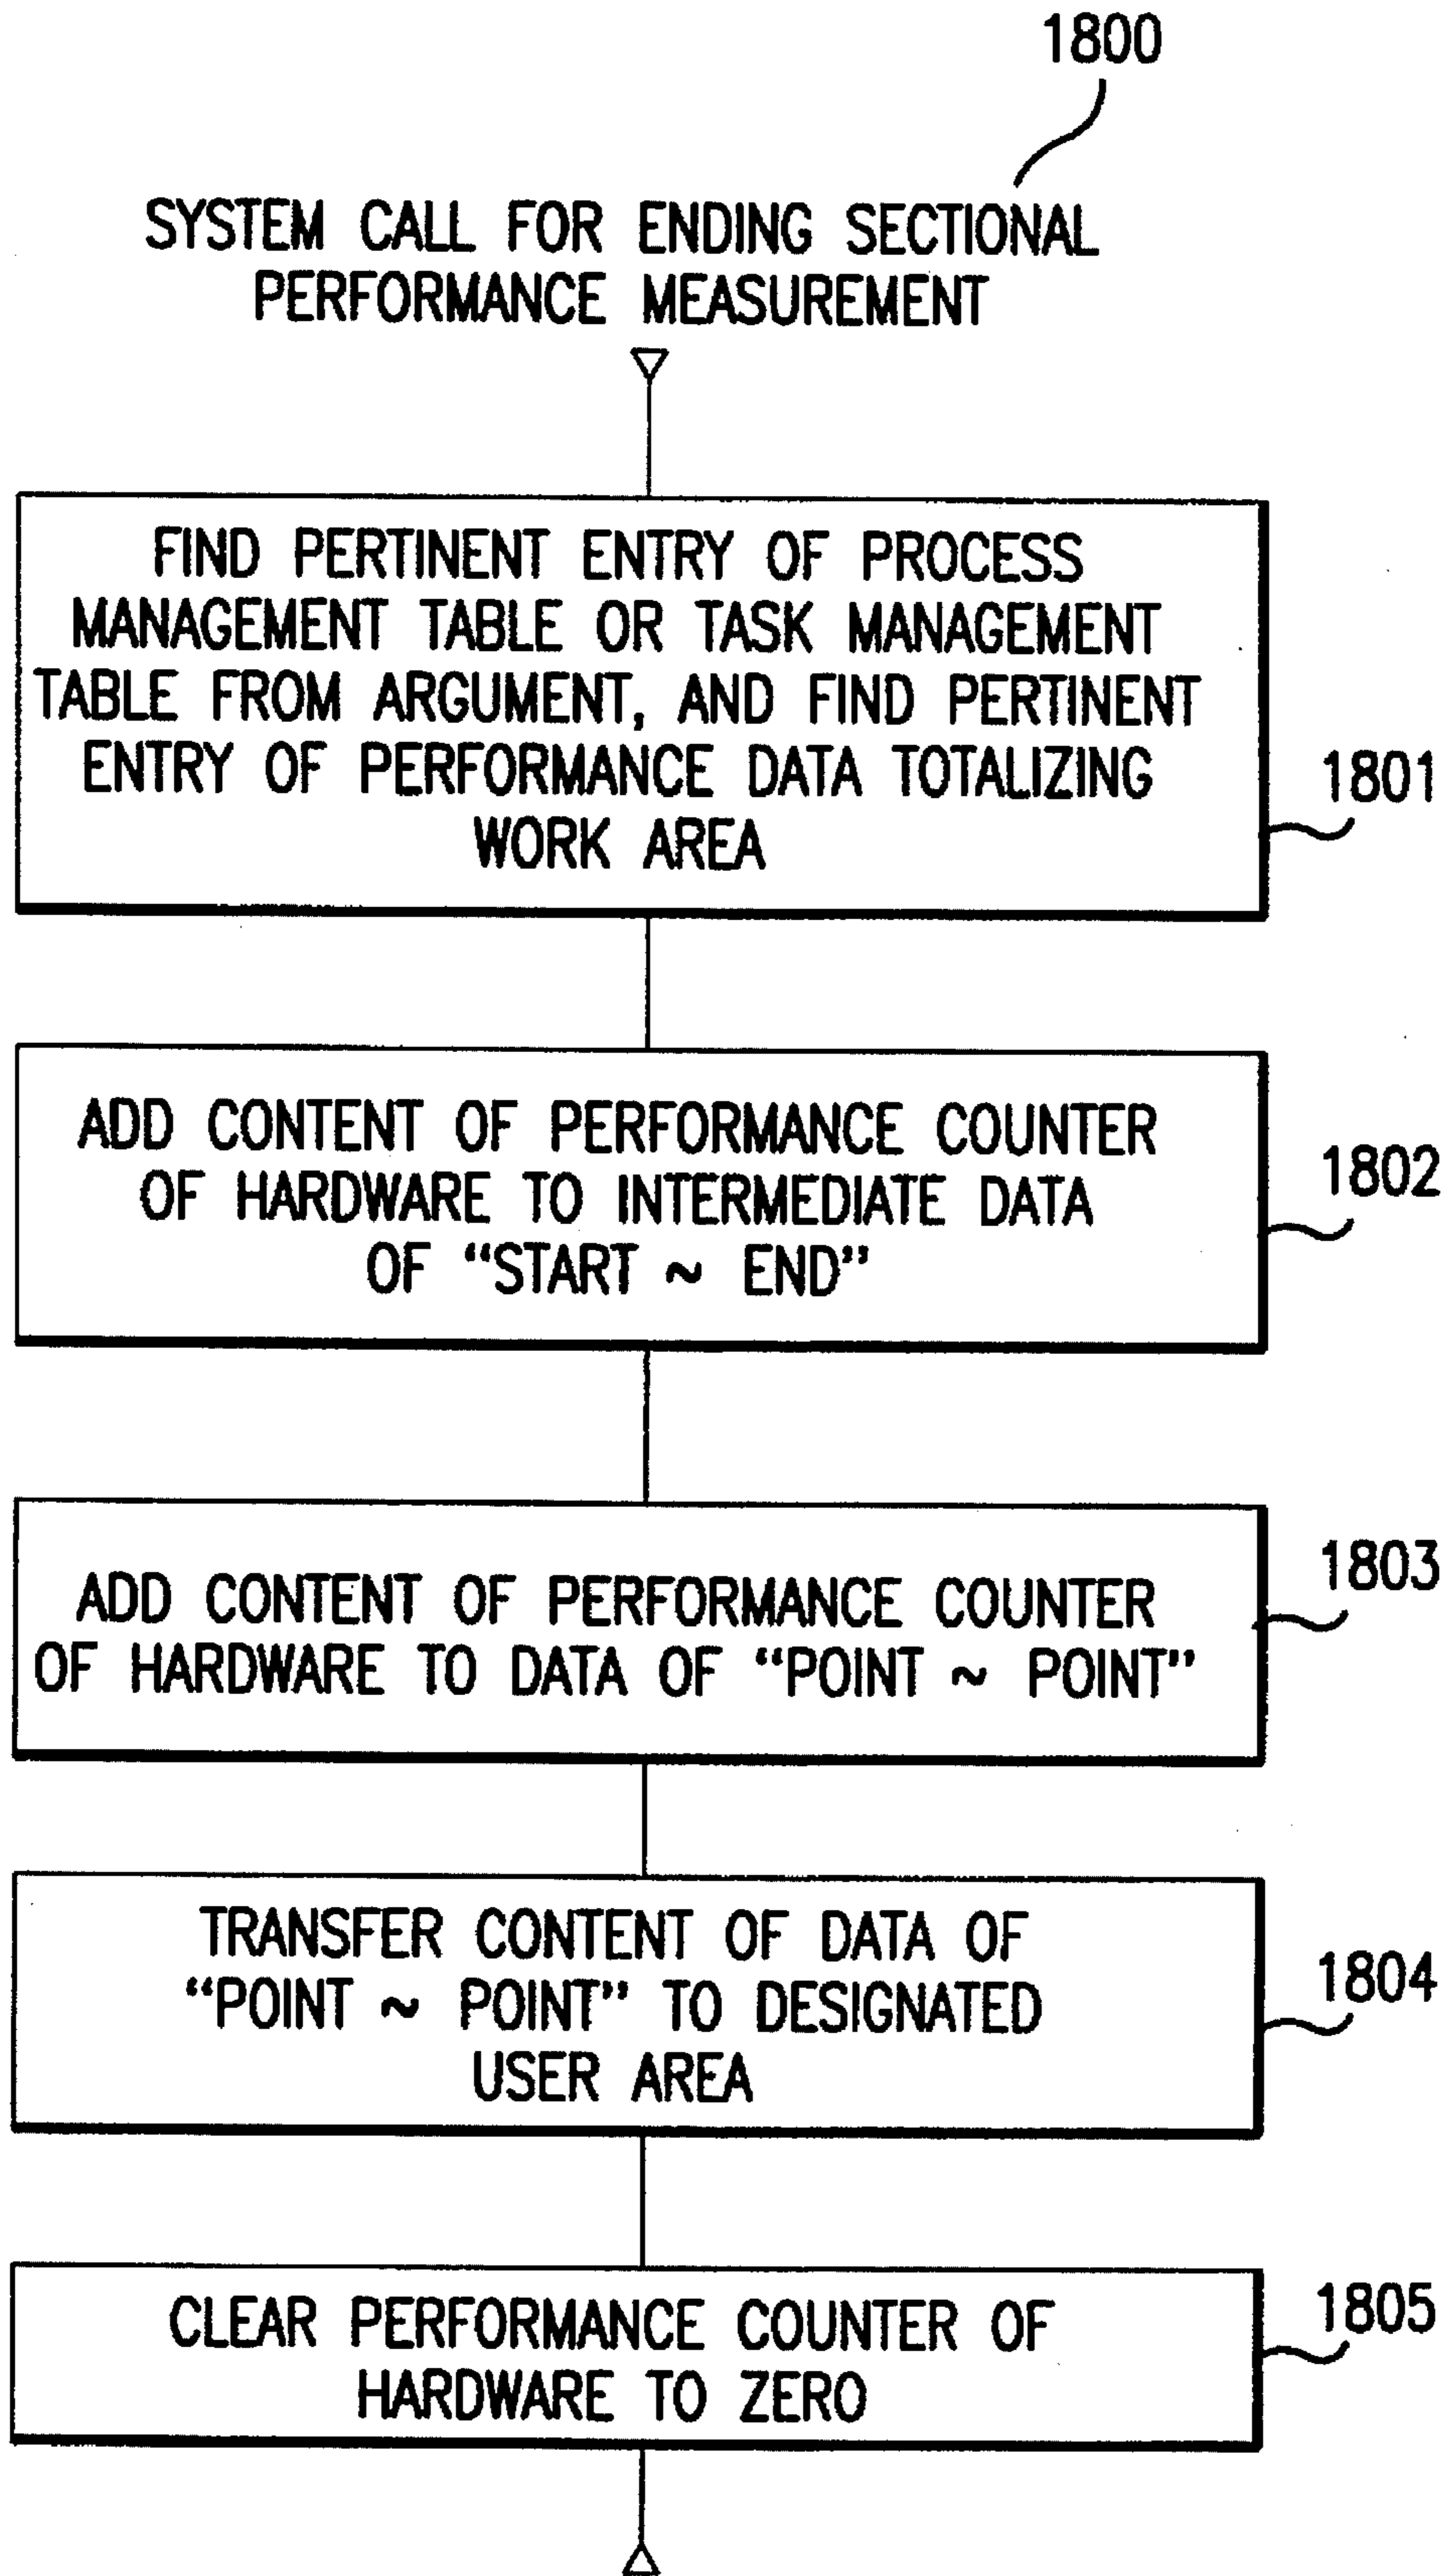 1800
SYSTEM CALL FOR ENDING SECTIONAL
PERFORMANCE MEASUREMENT
FIND PERTINENT ENTRY OF PROCESS
MANAGEMENT TABLE OR TASK MANAGEMENT
TABLE FROM ARGUMENT, AND FIND PERTINENT
ENTRY OF PERFORMANCE DATA TOTALIZING
WORK AREA
1801
ADD CONTENT OF PERFORMANCE COUNTER
OF HARDWARE TO INTERMEDIATE DATA
OF “START ~ END”
1802
ADD CONTENT OF PERFORMANCE COUNTER
OF HARDWARE TO DATA OF “POINT ~ POINT”
1803
TRANSFER CONTENT OF DATA OF
“POINT ~ POINT” TO DESIGNATED
USER AREA
1804
CLEAR PERFORMANCE COUNTER OF
HARDWARE TO ZERO
1805